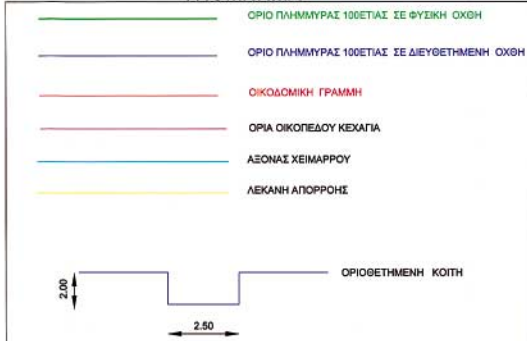 ΟΡΙΟ ΠΛΗΜΜΥΡΑΣ 100ΕΤΙΑΣ ΣΕ ΦΥΣΙΚΗ ΟΧΘΗ
ΟΡΙΟ ΠΛΗΜΜΥΡΑΣ 100ΕΤΙΑΣ ΣΕ ΔΙΕΥΘΕΤΗΜΕΝΗ ΟΧΘΗ
ΟΙΚΟΔΟΜΙΚΗ ΓΡΑΜΜΗ
ΟΡΙΑ ΟΙΚΟΠΕΔΟΥ ΚΕΧΑΓΙΑ
ΑΞΟΝΑΣ ΧΕΙΜΑΡΡΟΥ
ΛΕΚΑΝΗ ΑΠΟΡΡΟΗΣ
ΟΡΙΟΘΕΤΗΜΕΝΗ ΚΟΙΤΗ
2.00
2.50